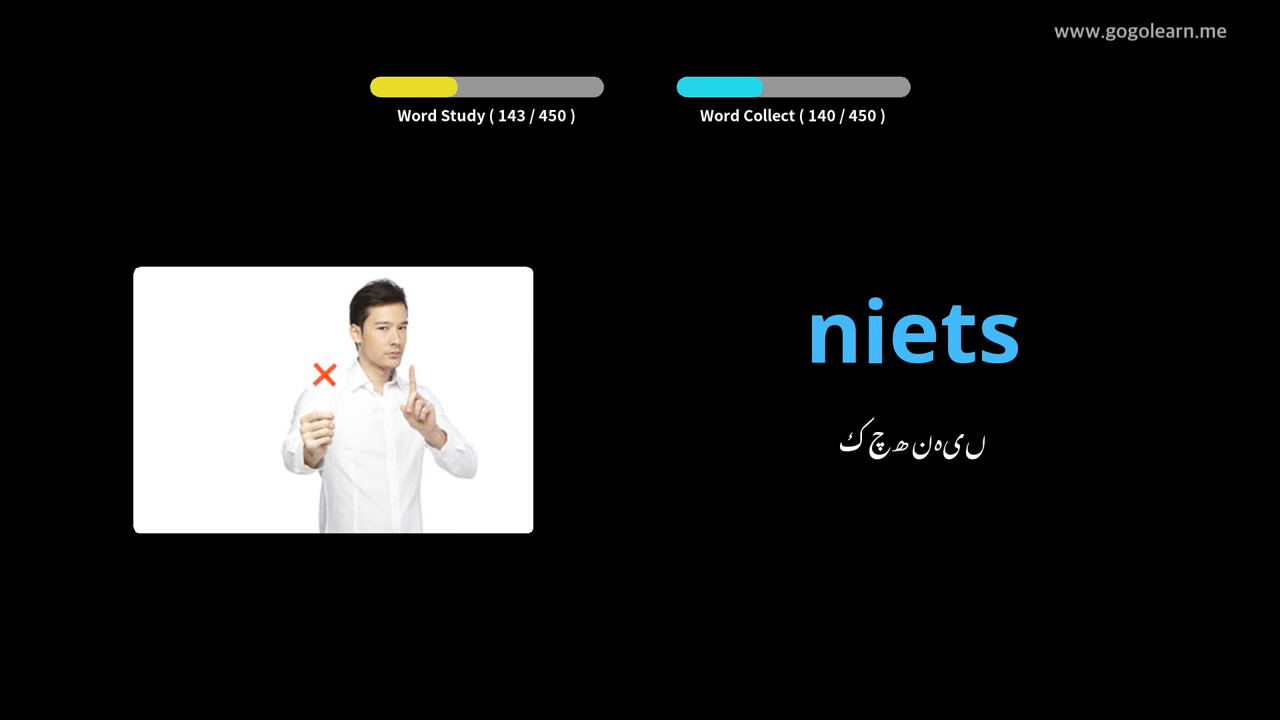 www.gogolearn.me
Word Study ( 143 / 450 )
Word Collect ( 140 / 450 )
niets
کچھ نہیں